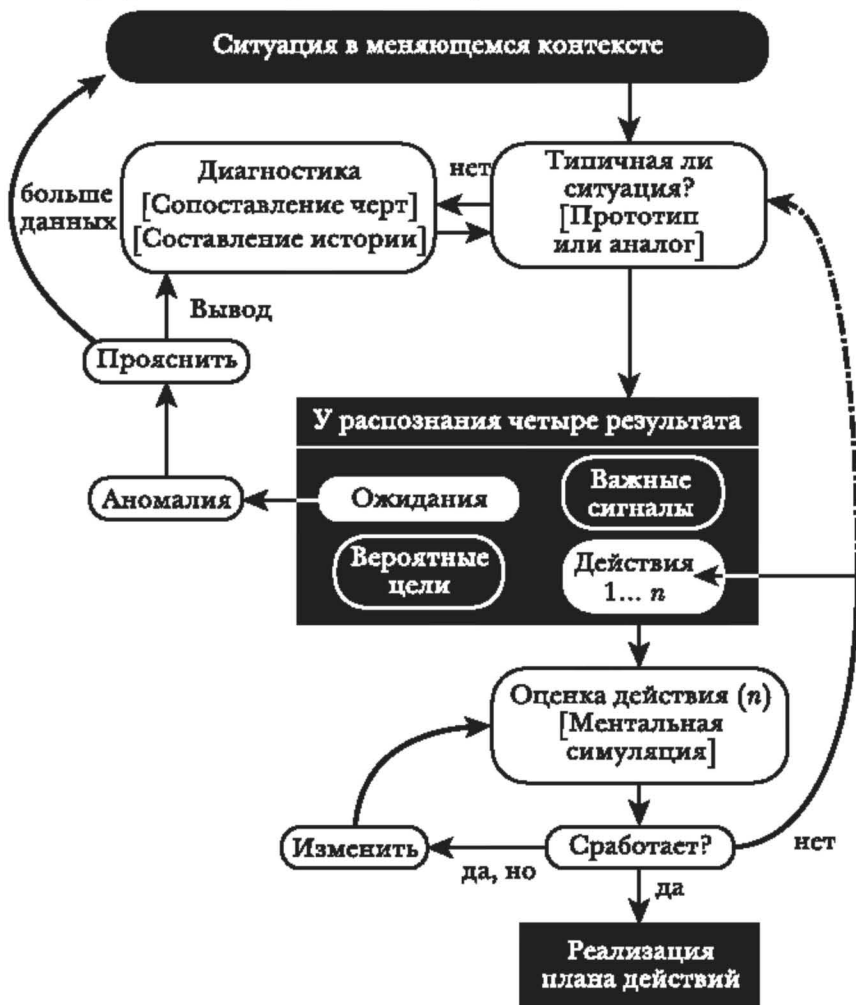 Ситуация в меняющемся контексте
больше
данных
Диагностика
[Сопоставление черт]
[Составление истории]
нет
Типичная ли
ситуация?
[Прототип
или аналог]
Вывод
Прояснить
У распознания четыре результата
Аномалия
Ожидания
Важные
сигналы
Вероятные
цели
Действия
1... n
Оценка действия (n)
[Ментальная
симуляция]
Изменить
да, но
Сработает?
нет
да
Реализация
плана действий